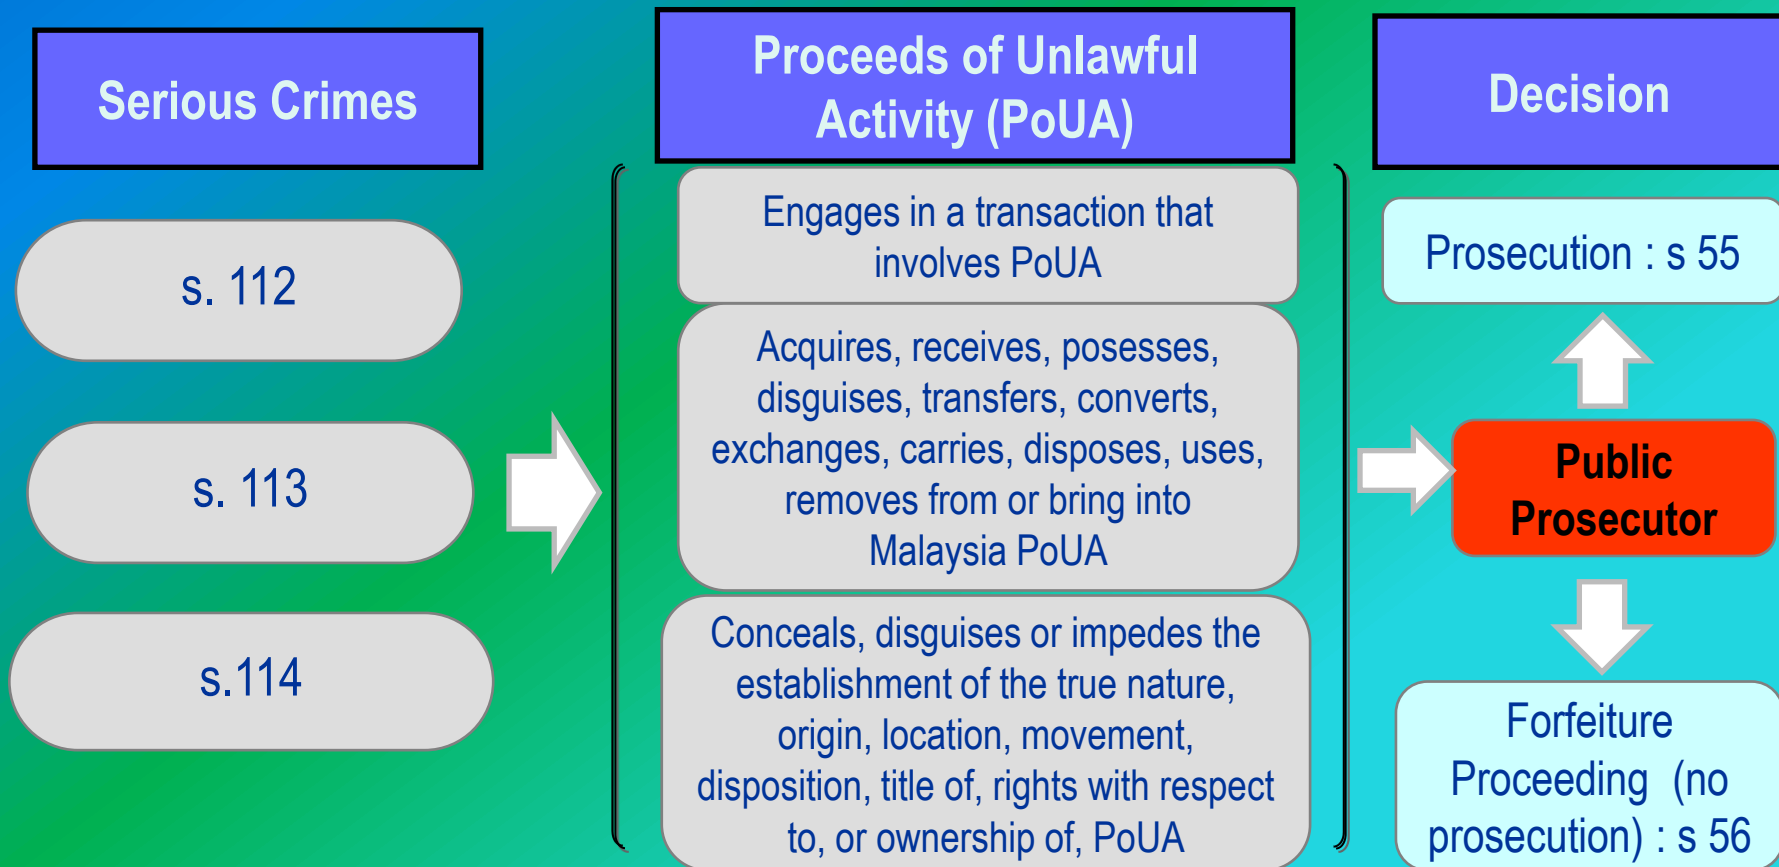 Serious Crimes
s. 112
s. 113
s.114
Proceeds of Unlawful
Activity (PoUA)
Engages in a transaction that
involves PoUA
Acquires, receives, posesses,
disguises, transfers, converts,
exchanges, carries, disposes, uses,
removes from or bring into
Malaysia PoUA
Conceals, disguises or impedes the
establishment of the true nature,
origin, location, movement,
disposition, title of, rights with respect
to, or ownership of, PoUA
Decision
Prosecution : s 55
Public
Prosecutor
Forfeiture
Proceeding (no
prosecution) : s 56